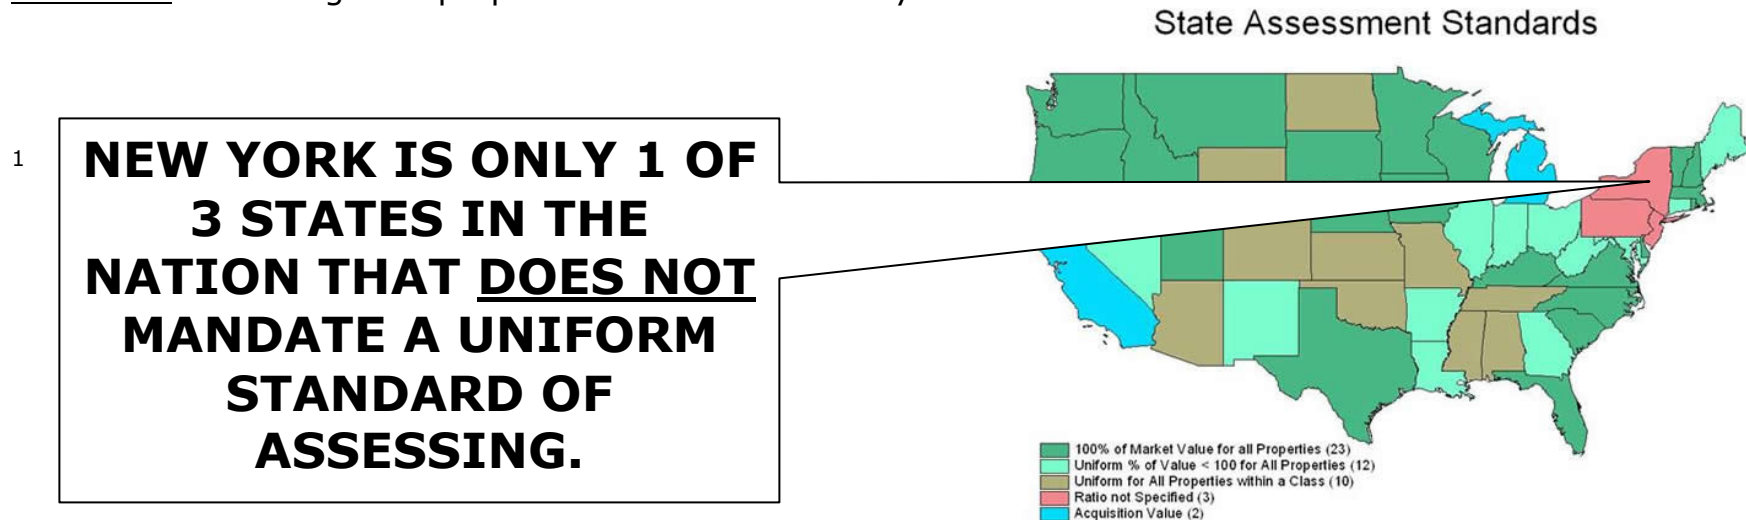 State Assessment Standards
1
NEW YORK IS ONLY 1 OF
3 STATES IN THE
NATION THAT DOES NOT
MANDATE A UNIFORM
STANDARD OF
ASSESSING.
100% of Market Value for all Properties (23)
Uniform % of Value < 100 for All Properties (12)
Uniform for All Properties within a Class (10)
Ratio not Specified (3)
Acquisition Value (2)